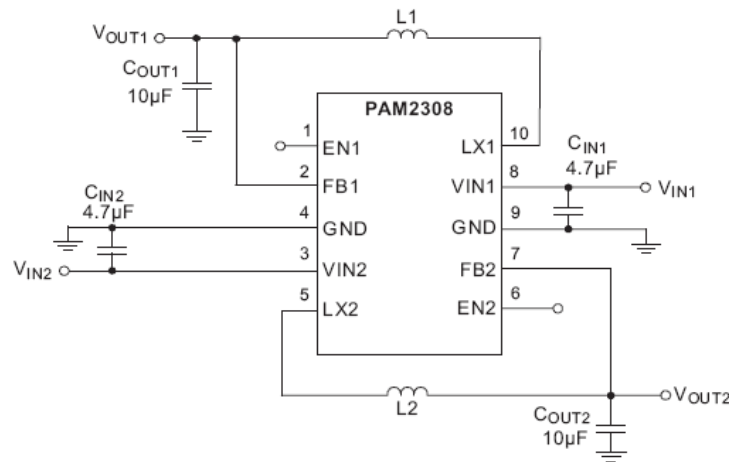 L1
VOUT1
COUT1
10µF
PAM2308
1
EN1
10
LX1
CIN1
4.7µF
2
FB1
8
VIN1
VIN1
CIN2
4.7µF
4
GND
9
GND
3
VIN2
VIN2
7
FB2
5
LX2
6
EN2
L2
VOUT2
COUT2
10µF